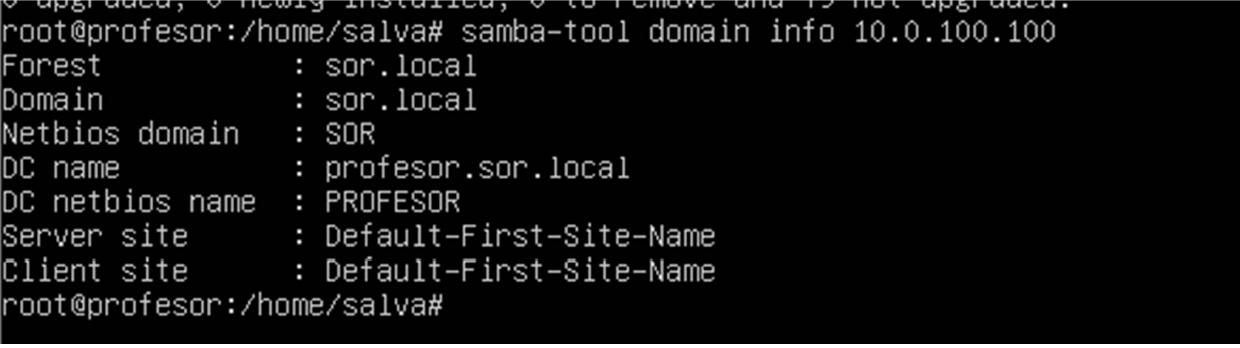 0 upgraded, 0 newly installed, 0 to remove and 19 not upgraded.
root@profesor:/home/salva# samba-tool domain info 10.0.100.100
Forest           : sor.local
Domain           : sor.local
Netbios domain   : SOR
DC name          : profesor.sor.local
DC netbios name  : PROFESOR
Server site      : Default-First-Site-Name
Client site      : Default-First-Site-Name
root@profesor:/home/salva#